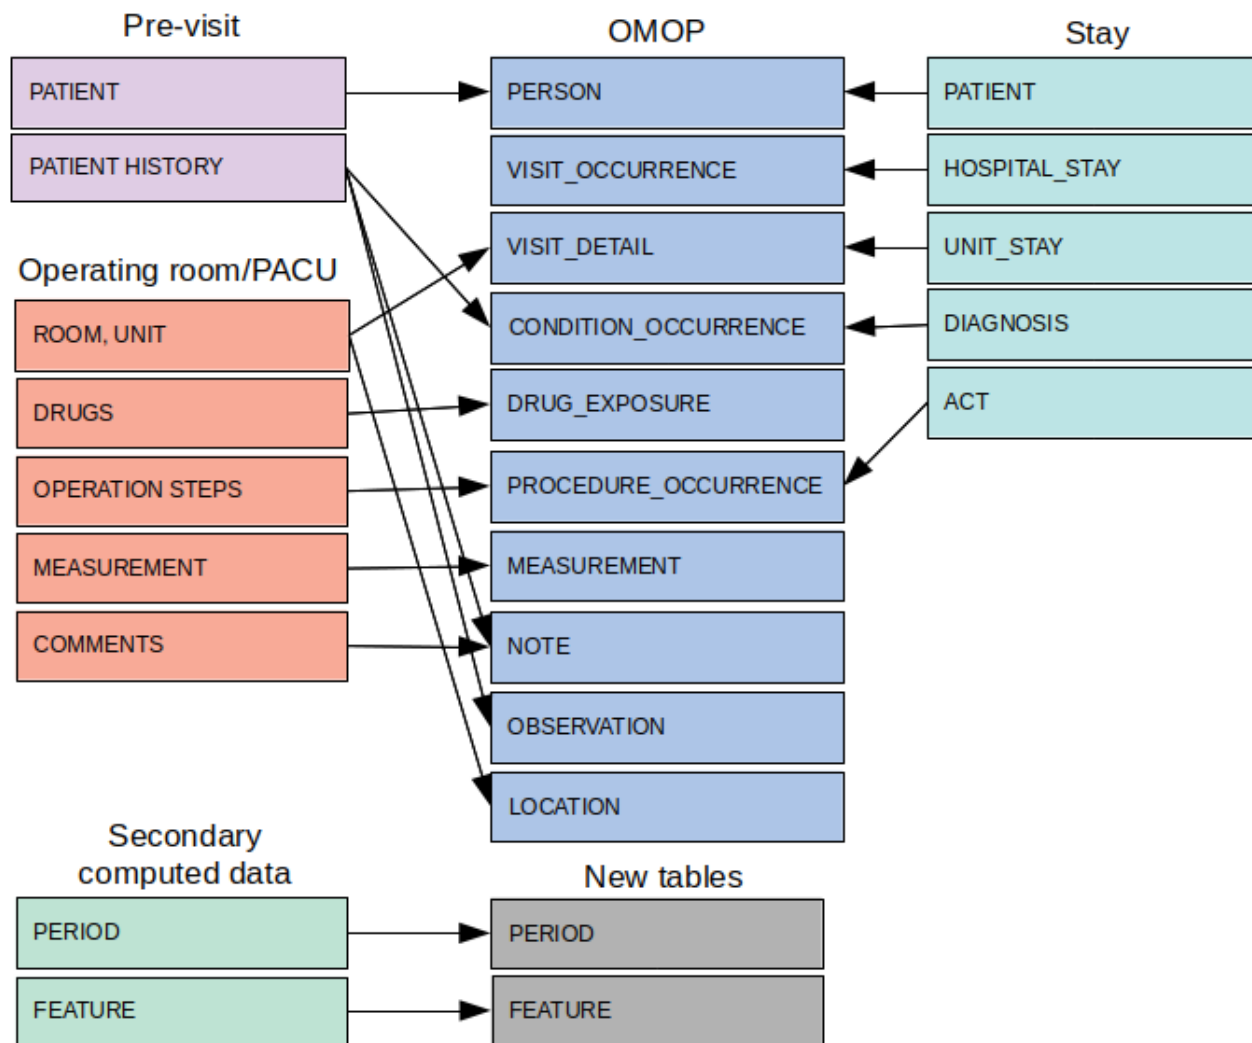 Pre-visit
PATIENT
PATIENT HISTORY
Operating room/PACU
ROOM, UNIT
DRUGS
OPERATION STEPS
MEASUREMENT
COMMENTS
Secondary
computed data
PERIOD
FEATURE
OMOP
PERSON
VISIT_OCCURRENCE
VISIT_DETAIL
CONDITION_OCCURRENCE
DRUG_EXPOSURE
PROCEDURE_OCCURRENCE
MEASUREMENT
NOTE
OBSERVATION
LOCATION
New tables
PERIOD
FEATURE
Stay
PATIENT
HOSPITAL_STAY
UNIT_STAY
DIAGNOSIS
ACT